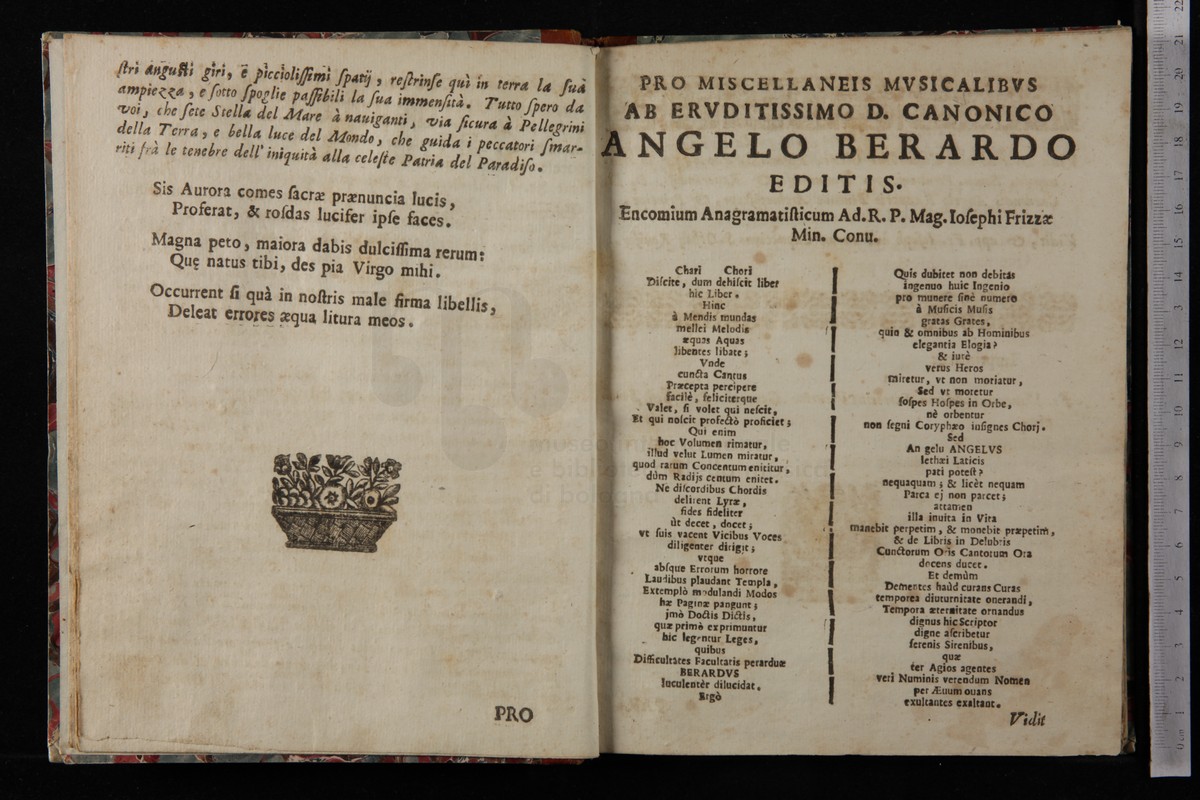 ſtri anguſti giri, e piccioliſſimi ſpatij, reſtrinſe quì in terra la ſuà
ampiezza, e ſotto ſpoglie paſſibili la ſua immenſità. Tutto ſpero da
voi, che ſete Stella del Mare à nauiganti, via ſicura à Pellegrini
della Terra, e bella luce del Mondo, che guida i peccatori ſmar-
riti frà le tenebre dell' iniquità alla celeſte Patria del Paradiſo.
Sis Aurora comes ſacræ prænuncia lucis,
Proferat, & roſdas lucifer ipſe faces.
Magna peto, maiora dabis dulciſſima rerum:
Quę natus tibi, des pia Virgo mihi.
Occurrent ſi quà in noſtris male firma libellis,
Deleat errores æqua litura meos.
PRO
PRO MISCELLANEIS MVSICALIBVS
AB ERVDITISSIMO D. CANONICO
ANGELO BERARDO
EDITIS.
Encomium Anagramatiſticum Ad. R. P. Mag. Ioſephi Frizzæ
Min. Conu.
Chari Chori
Diſcite, dum dehiſcit liber
hic Liber.
Hinc
à Mendis mundas
mellei Melodis
æquas Aquas
libentes libate;
Vnde
cuncta Cantus
Præcepta percipere
facilè, feliciterque
Valet, ſi volet qui neſcit,
Et qui noſcit profectò proficiet;
Qui enim
hoc Volumen rimatur,
illud velut Lumen miratur,
quod rarum Concentum enititur,
dùm Radijs centum enitet.
Ne diſcordibus Chordis
delirent Lyræ,
fides fideliter
ùt decet, docet;
vt ſuis vacent Vicibus Voces
diligenter dirigit;
vtque
abſque Errorum horrore
Laudibus plaudant Templa,
Extemplò modulandi Modos
hæ Paginæ pangunt;
jmò Doctis Dictis,
quæ primò exprimuntur
hic legentur Leges,
quibus
Difficultates Facultatis perarduæ
BERARDVS
luculentèr dilucidat.
Ergò
Quis dubitet non debitas
ingenuo huic Ingenio
pro munere ſinè numero
à Muſicis Muſis
gratas Grates,
quin & omnibus ab Hominibus
elegantia Elogia?
& iurè
verus Heros
miretur, vt non moriatur,
Sed vt moretur
ſoſpes Hoſpes in Orbe,
nè orbentur
non ſegni Coryphæo inſignes Chorj.
Sed
An gelu ANGELVS
lethæi Laticis
pati poteſt?
nequaquam; & licèt nequam
Parca ej non parcet;
attamen
illa inuita in Vita
manebit perpetim, & monebit præpetim,
& de Libris in Delubris
Cunctorum Oris Cantorum Ora
docens ducet.
Et demùm
Dementes haùd curans Curas
temporea diuturnitate onerandi,
Tempora æternitate ornandus
dignus hic Scriptor
digne aſcribetur
ſerenis Sirenibus,
quæ
ter Agios agentes
veri Numinis verendum Nomen
per Æuum ouans
exultantes exaltant.
Vidit